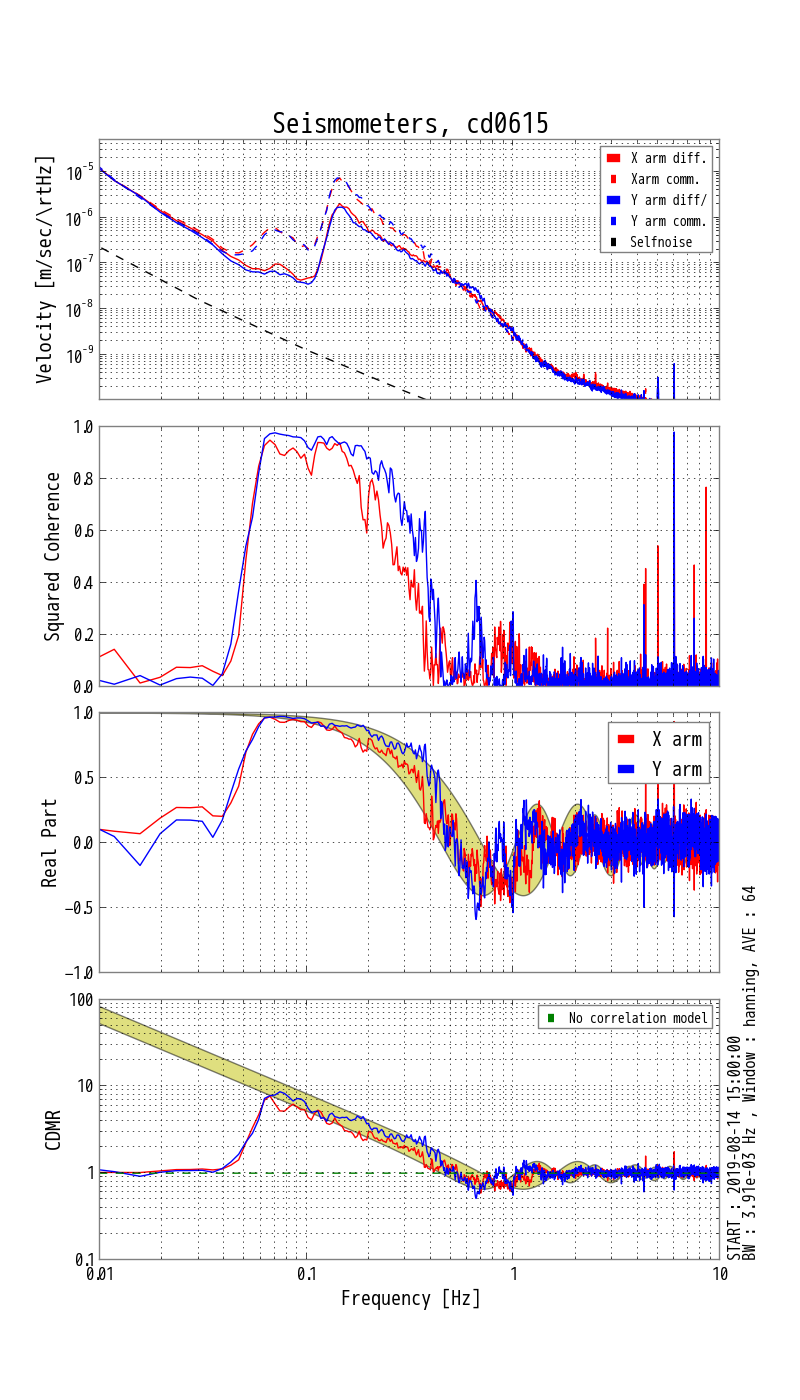 Seismometers, cd0615
Velocity [m/sec/\rtHz]
10^-5
10^-6
10^-7
10^-8
10^-9
X arm diff.
Xarm comm.
Y arm diff/
Y arm comm.
Selfnoise
Squared Coherence
1.0
0.8
0.6
0.4
0.2
0.0
Real Part
1.0
0.5
0.0
−0.5
−1.0
X arm
Y arm
CDMR
100
10
1
0.1
No correlation model
0.01
0.1
1
10
Frequency [Hz]
START : 2019-08-14 15:00:00
BW : 3.91e-03 Hz , Window : hanning, AVE : 64